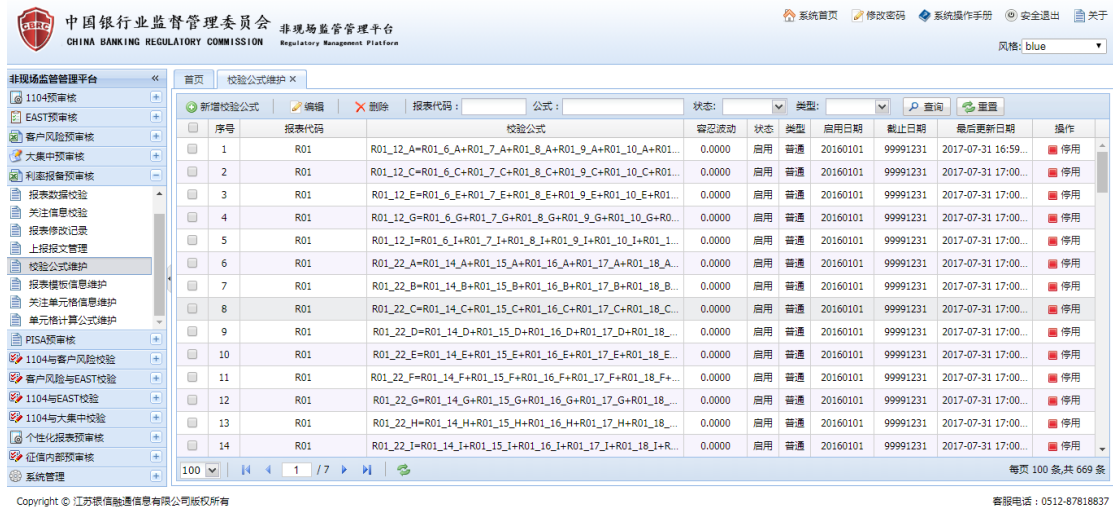 CBRC
中国银行业监督管理委员会 非现场监管管理平台
CHINA BANKING REGULATORY COMMISSION Regulatory Management Platform
系统首页 修改密码 系统操作手册 安全退出 关于
风格: blue
非现场监管管理平台 «
1104预审核
EAST预审核
客户风险预审核
大集中预审核
利率报备预审核
报表数据校验
关注信息校验
报表修改记录
上报报文管理
校验公式维护
报表模板信息维护
关注单元格信息维护
单元格计算公式维护
PISA预审核
1104与客户风险校验
客户风险与EAST校验
1104与EAST校验
1104与大集中校验
个性化报表预审核
征信内部预审核
系统管理
首页 校验公式维护 ×
新增校验公式 编辑 删除 报表代码: 公式: 状态: 类型: 查询 重置
序号 报表代码 校验公式 容忍波动 状态 类型 启用日期 截止日期 最后更新日期 操作
1 R01 R01_12_A=R01_6_A+R01_7_A+R01_8_A+R01_9_A+R01_10_A+R01... 0.0000 启用 普通 20160101 99991231 2017-07-31 16:59... 停用
2 R01 R01_12_C=R01_6_C+R01_7_C+R01_8_C+R01_9_C+R01_10_C+R01... 0.0000 启用 普通 20160101 99991231 2017-07-31 17:00... 停用
3 R01 R01_12_E=R01_6_E+R01_7_E+R01_8_E+R01_9_E+R01_10_E+R01... 0.0000 启用 普通 20160101 99991231 2017-07-31 17:00... 停用
4 R01 R01_12_G=R01_6_G+R01_7_G+R01_8_G+R01_9_G+R01_10_G+R0... 0.0000 启用 普通 20160101 99991231 2017-07-31 17:00... 停用
5 R01 R01_12_I=R01_6_I+R01_7_I+R01_8_I+R01_9_I+R01_10_I+R01_1... 0.0000 启用 普通 20160101 99991231 2017-07-31 17:00... 停用
6 R01 R01_22_A=R01_14_A+R01_15_A+R01_16_A+R01_17_A+R01_18_A... 0.0000 启用 普通 20160101 99991231 2017-07-31 17:00... 停用
7 R01 R01_22_B=R01_14_B+R01_15_B+R01_16_B+R01_17_B+R01_18_B... 0.0000 启用 普通 20160101 99991231 2017-07-31 17:00... 停用
8 R01 R01_22_C=R01_14_C+R01_15_C+R01_16_C+R01_17_C+R01_18_C... 0.0000 启用 普通 20160101 99991231 2017-07-31 17:00... 停用
9 R01 R01_22_D=R01_14_D+R01_15_D+R01_16_D+R01_17_D+R01_18_... 0.0000 启用 普通 20160101 99991231 2017-07-31 17:00... 停用
10 R01 R01_22_E=R01_14_E+R01_15_E+R01_16_E+R01_17_E+R01_18_E... 0.0000 启用 普通 20160101 99991231 2017-07-31 17:00... 停用
11 R01 R01_22_F=R01_14_F+R01_15_F+R01_16_F+R01_17_F+R01_18_F+... 0.0000 启用 普通 20160101 99991231 2017-07-31 17:00... 停用
12 R01 R01_22_G=R01_14_G+R01_15_G+R01_16_G+R01_17_G+R01_18_... 0.0000 启用 普通 20160101 99991231 2017-07-31 17:00... 停用
13 R01 R01_22_H=R01_14_H+R01_15_H+R01_16_H+R01_17_H+R01_18_... 0.0000 启用 普通 20160101 99991231 2017-07-31 17:00... 停用
14 R01 R01_22_I=R01_14_I+R01_15_I+R01_16_I+R01_17_I+R01_18_I+R... 0.0000 启用 普通 20160101 99991231 2017-07-31 17:00... 停用
100 1 / 7 每页 100 条,共 669 条
Copyright © 江苏银信融通信息有限公司版权所有 客服电话:0512-87818837